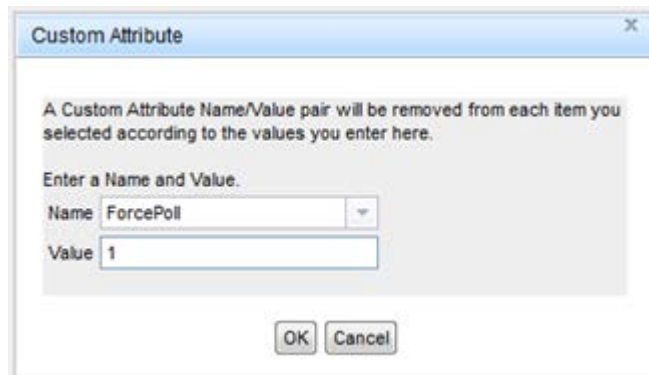 Custom Attribute
A Custom Attribute Name/Value pair will be removed from each item you
selected according to the values you enter here.
Enter a Name and Value.
Name ForcePoll
Value 1
OK Cancel